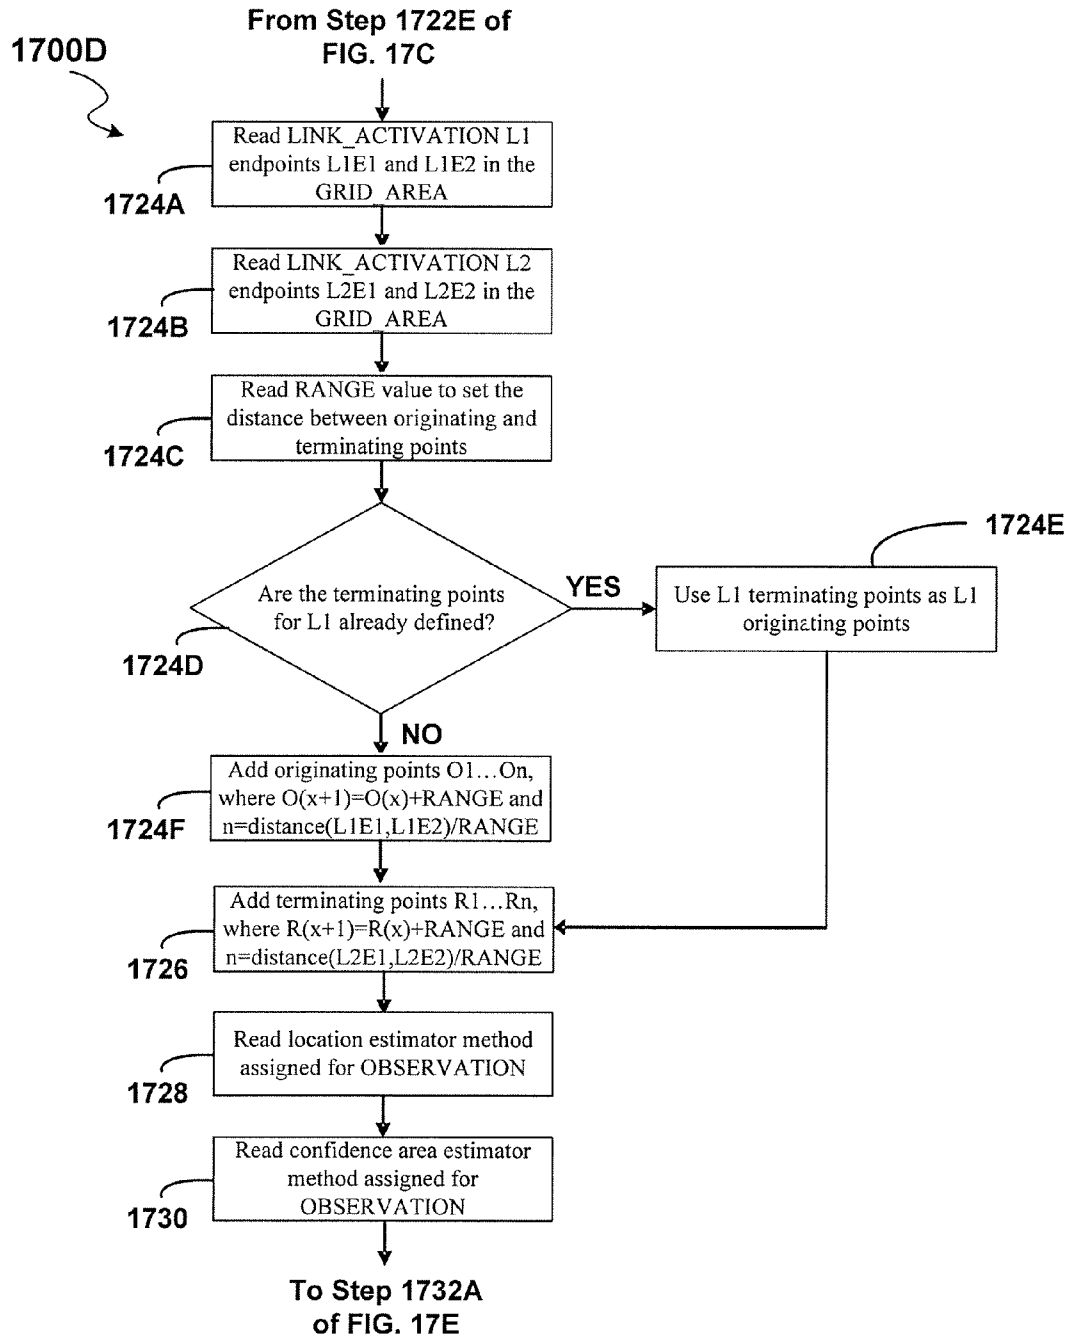 From Step 1722E of
FIG. 17C
1700D
Read LINK_ACTIVATION L1
endpoints L1E1 and L1E2 in the
GRID_AREA
1724A
Read LINK_ACTIVATION L2
endpoints L2E1 and L2E2 in the
GRID_AREA
1724B
Read RANGE value to set the
distance between originating and
terminating points
1724C
Are the terminating points
for L1 already defined?
1724D
YES
1724E
Use L1 terminating points as L1
originating points
NO
Add originating points O1...On,
where O(x+1)=O(x)+RANGE and
n=distance(L1E1,L1E2)/RANGE
1724F
Add terminating points R1...Rn,
where R(x+1)=R(x)+RANGE and
n=distance(L2E1,L2E2)/RANGE
1726
Read location estimator method
assigned for OBSERVATION
1728
Read confidence area estimator
method assigned for
OBSERVATION
1730
To Step 1732A
of FIG. 17E